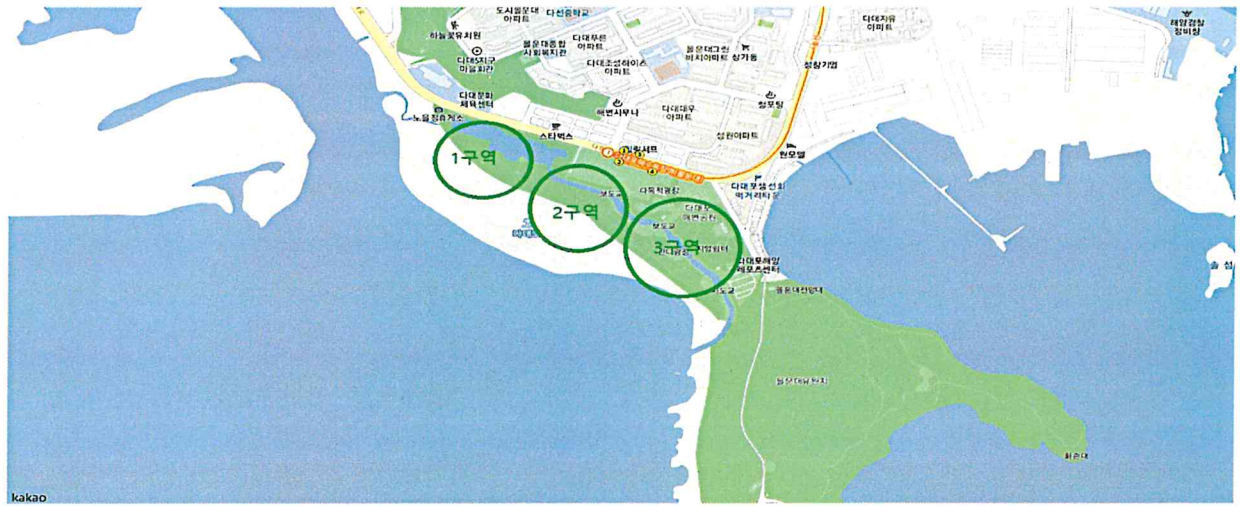 도시몰운대
아파트
다선중학교
하늘꽃유치원
몰운대종합
사회복지관
다대푸른
아파트
다대5지구
마을회관
다대조성하이츠
아파트
몰운대그린
비치아파트
상가동
다대자유
아파트
해양경찰
정비창
성창기업
다대문화
체육센터
노을정휴게소
해변사우나
다대대우
아파트
스타벅스
성원아파트
원모텔
1구역
2구역
3구역
보도교
보도교
다목적광장
다대포
해변공원
다대포생선회
먹거리타운
다대포해양
레포츠센터
몰운대전망대
몰운대유원지
화손대
솔섬
kakao